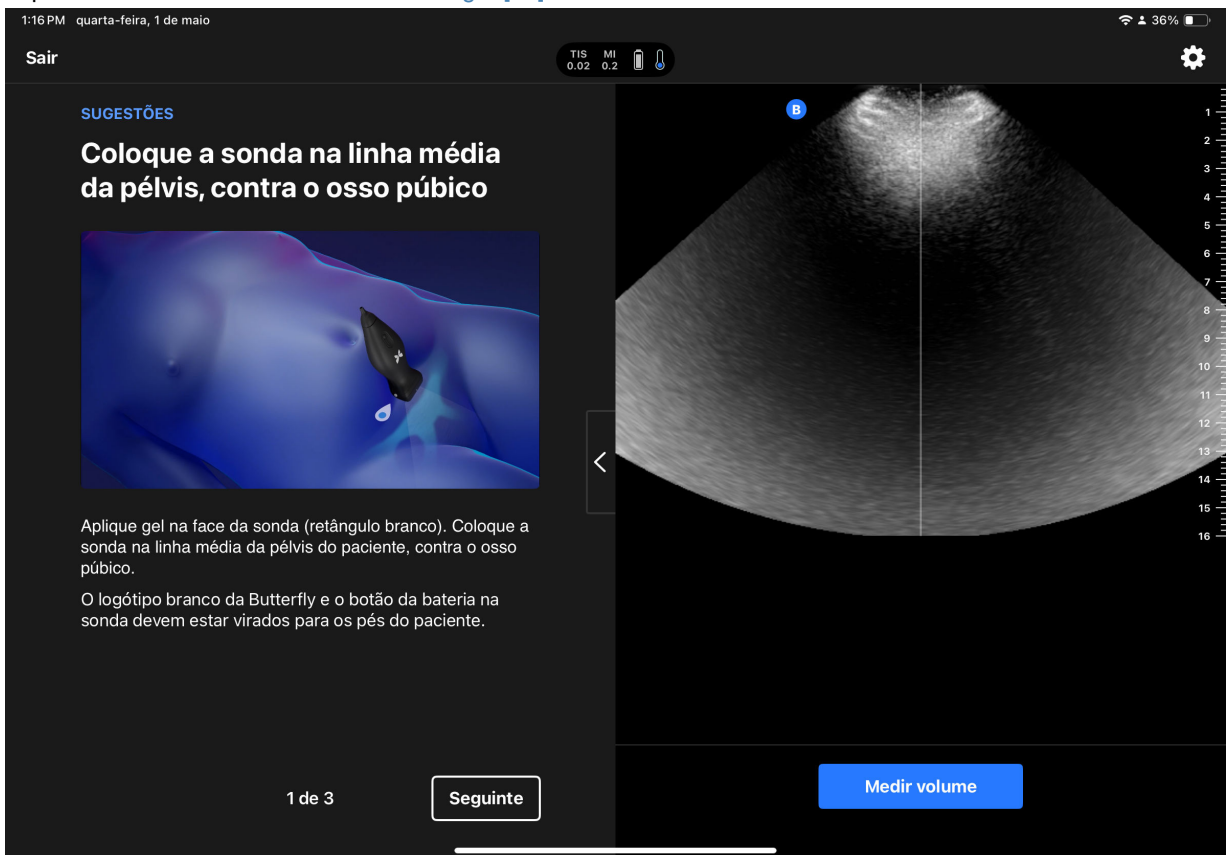 1:16 PM quarta-feira, 1 de maio
36%
Sair
TIS MI
0.02 0.2
SUGESTÕES
Coloque a sonda na linha média
da pélvis, contra o osso púbico
Aplique gel na face da sonda (retângulo branco). Coloque a
sonda na linha média da pélvis do paciente, contra o osso
púbico.
O logótipo branco da Butterfly e o botão da bateria na
sonda devem estar virados para os pés do paciente.
1 de 3
Seguinte
B
1
2
3
4
5
6
7
8
9
10
11
12
13
14
15
16
Medir volume